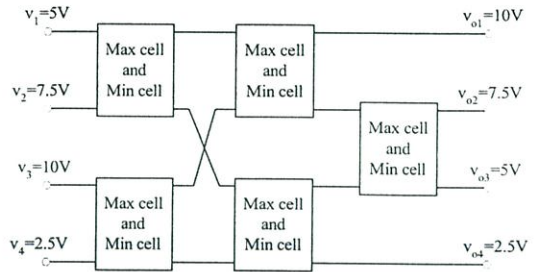 v1=5V
vo1=10V
Max cell
and
Min cell
Max cell
and
Min cell
v2=7.5V
vo2=7.5V
Max cell
and
Min cell
v3=10V
vo3=5V
Max cell
and
Min cell
Max cell
and
Min cell
v4=2.5V
vo4=2.5V